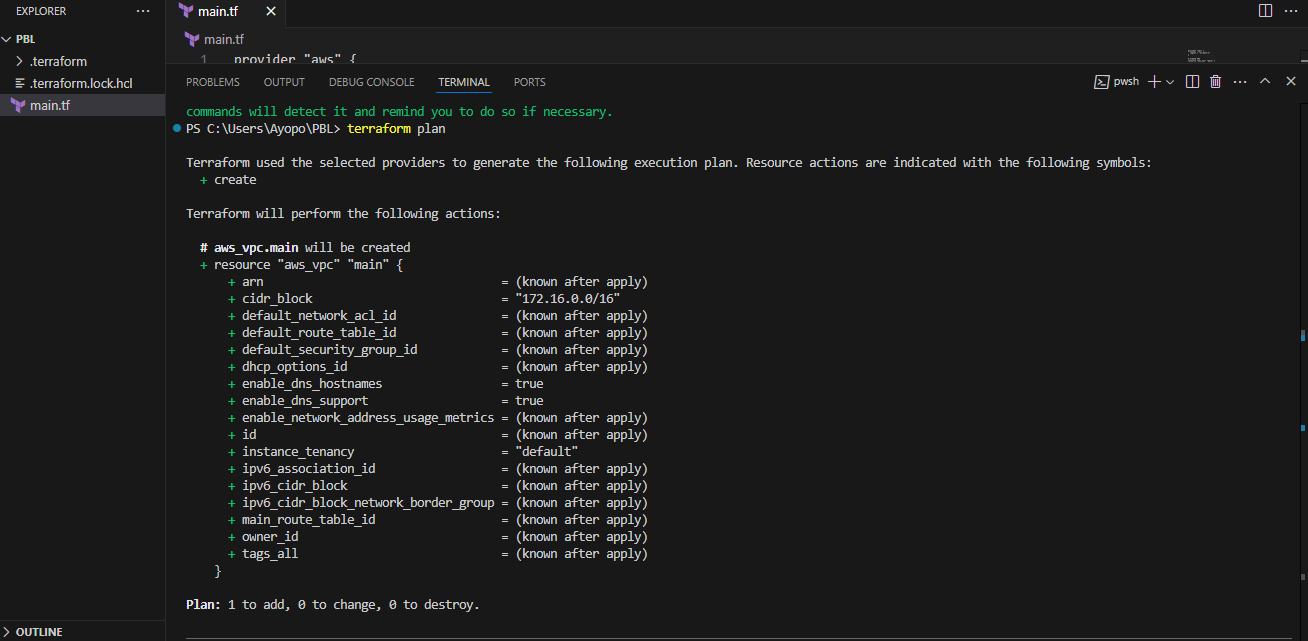 EXPLORER ···
PBL
.terraform
.terraform.lock.hcl
main.tf
OUTLINE
main.tf
main.tf
1 provider "aws" {
PROBLEMS OUTPUT DEBUG CONSOLE TERMINAL PORTS
pwsh
commands will detect it and remind you to do so if necessary.
PS C:\Users\Ayopo\PBL> terraform plan
Terraform used the selected providers to generate the following execution plan. Resource actions are indicated with the following symbols:
+ create
Terraform will perform the following actions:
# aws_vpc.main will be created
+ resource "aws_vpc" "main" {
+ arn = (known after apply)
+ cidr_block = "172.16.0.0/16"
+ default_network_acl_id = (known after apply)
+ default_route_table_id = (known after apply)
+ default_security_group_id = (known after apply)
+ dhcp_options_id = (known after apply)
+ enable_dns_hostnames = true
+ enable_dns_support = true
+ enable_network_address_usage_metrics = (known after apply)
+ id = (known after apply)
+ instance_tenancy = "default"
+ ipv6_association_id = (known after apply)
+ ipv6_cidr_block = (known after apply)
+ ipv6_cidr_block_network_border_group = (known after apply)
+ main_route_table_id = (known after apply)
+ owner_id = (known after apply)
+ tags_all = (known after apply)
}
Plan: 1 to add, 0 to change, 0 to destroy.